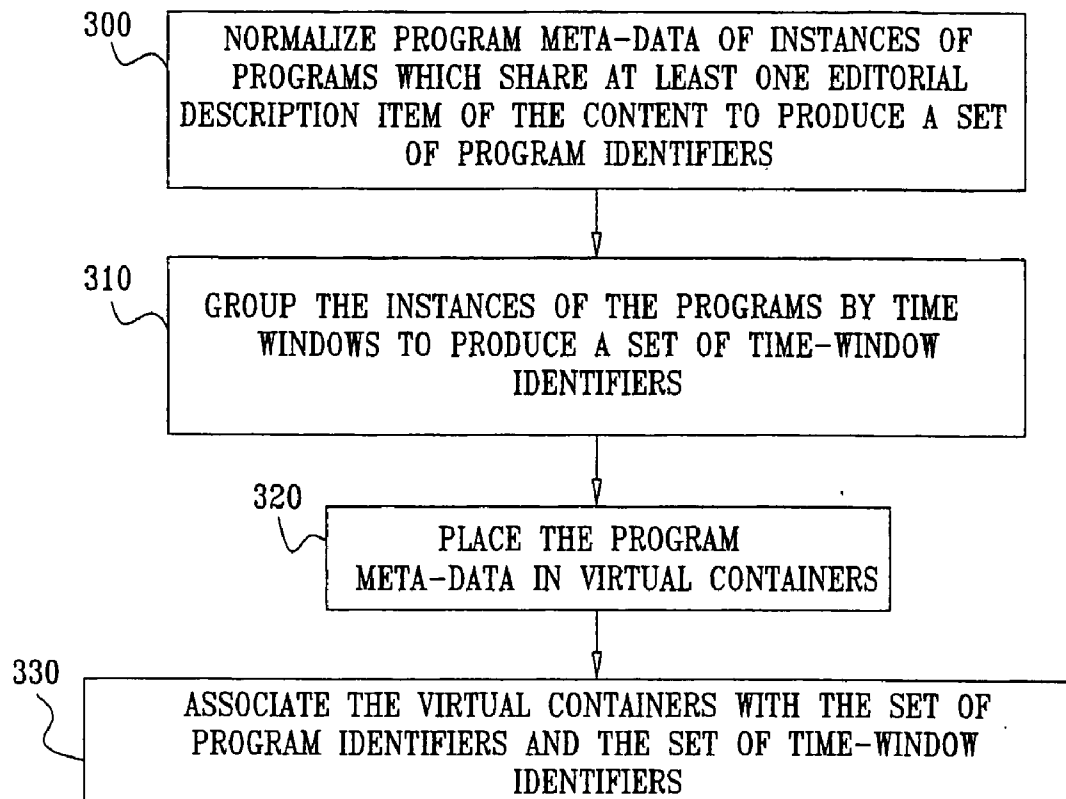 300
NORMALIZE PROGRAM META-DATA OF INSTANCES OF
PROGRAMS WHICH SHARE AT LEAST ONE EDITORIAL
DESCRIPTION ITEM OF THE CONTENT TO PRODUCE A SET
OF PROGRAM IDENTIFIERS
310
GROUP THE INSTANCES OF THE PROGRAMS BY TIME
WINDOWS TO PRODUCE A SET OF TIME-WINDOW
IDENTIFIERS
320
PLACE THE PROGRAM
META-DATA IN VIRTUAL CONTAINERS
330
ASSOCIATE THE VIRTUAL CONTAINERS WITH THE SET OF
PROGRAM IDENTIFIERS AND THE SET OF TIME-WINDOW
IDENTIFIERS